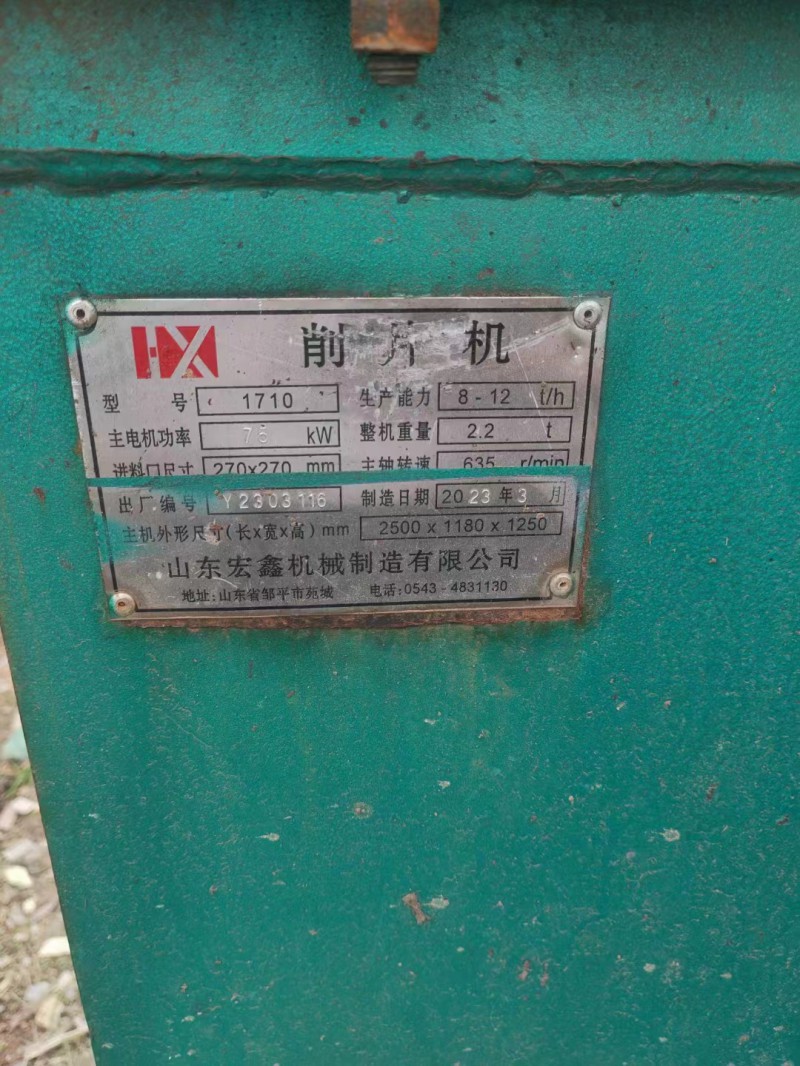 HX 削片机
型号 1710 生产能力 8-12 t/h
主电机功率 kW 整机重量 2.2 t
进料口尺寸 270x270 mm 主轴转速 635 r/min
出厂编号 Y2303116 制造日期 2023年3月
主机外形尺寸(长x宽x高)mm 2500x1180x1250
山东宏鑫机械制造有限公司
地址:山东省邹平市苑城 电话:0543-4831130